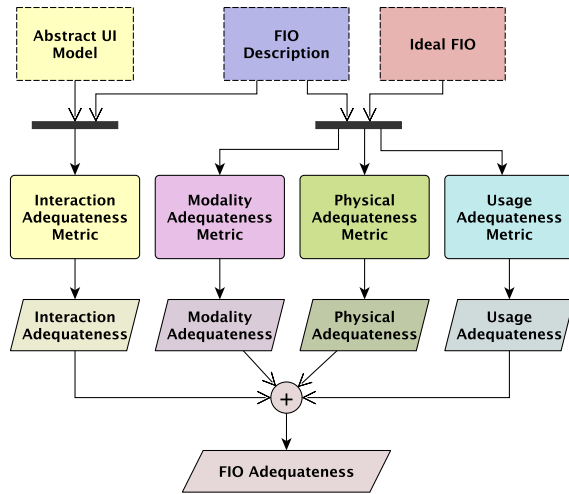 Abstract UI
Model
FIO
Description
Ideal FIO
Interaction
Adequateness
Metric
Modality
Adequateness
Metric
Physical
Adequateness
Metric
Usage
Adequateness
Metric
Interaction
Adequateness
Modality
Adequateness
Physical
Adequateness
Usage
Adequateness
+
FIO Adequateness